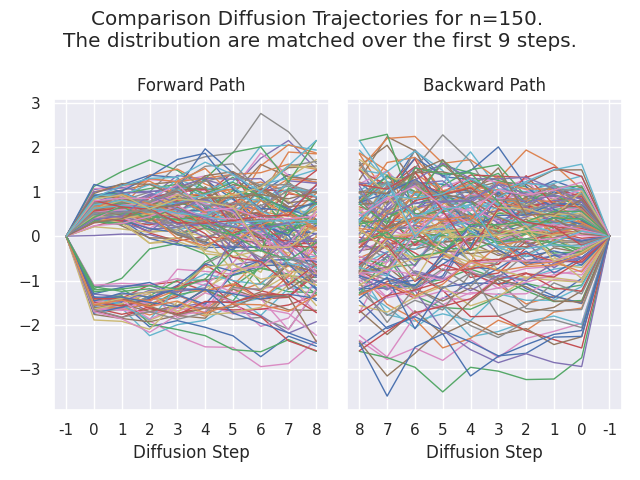 Comparison Diffusion Trajectories for n=150.
The distribution are matched over the first 9 steps.
Forward Path
Backward Path
3
2
1
0
−1
−2
−3
-1 0 1 2 3 4 5 6 7 8
8 7 6 5 4 3 2 1 0 -1
Diffusion Step
Diffusion Step